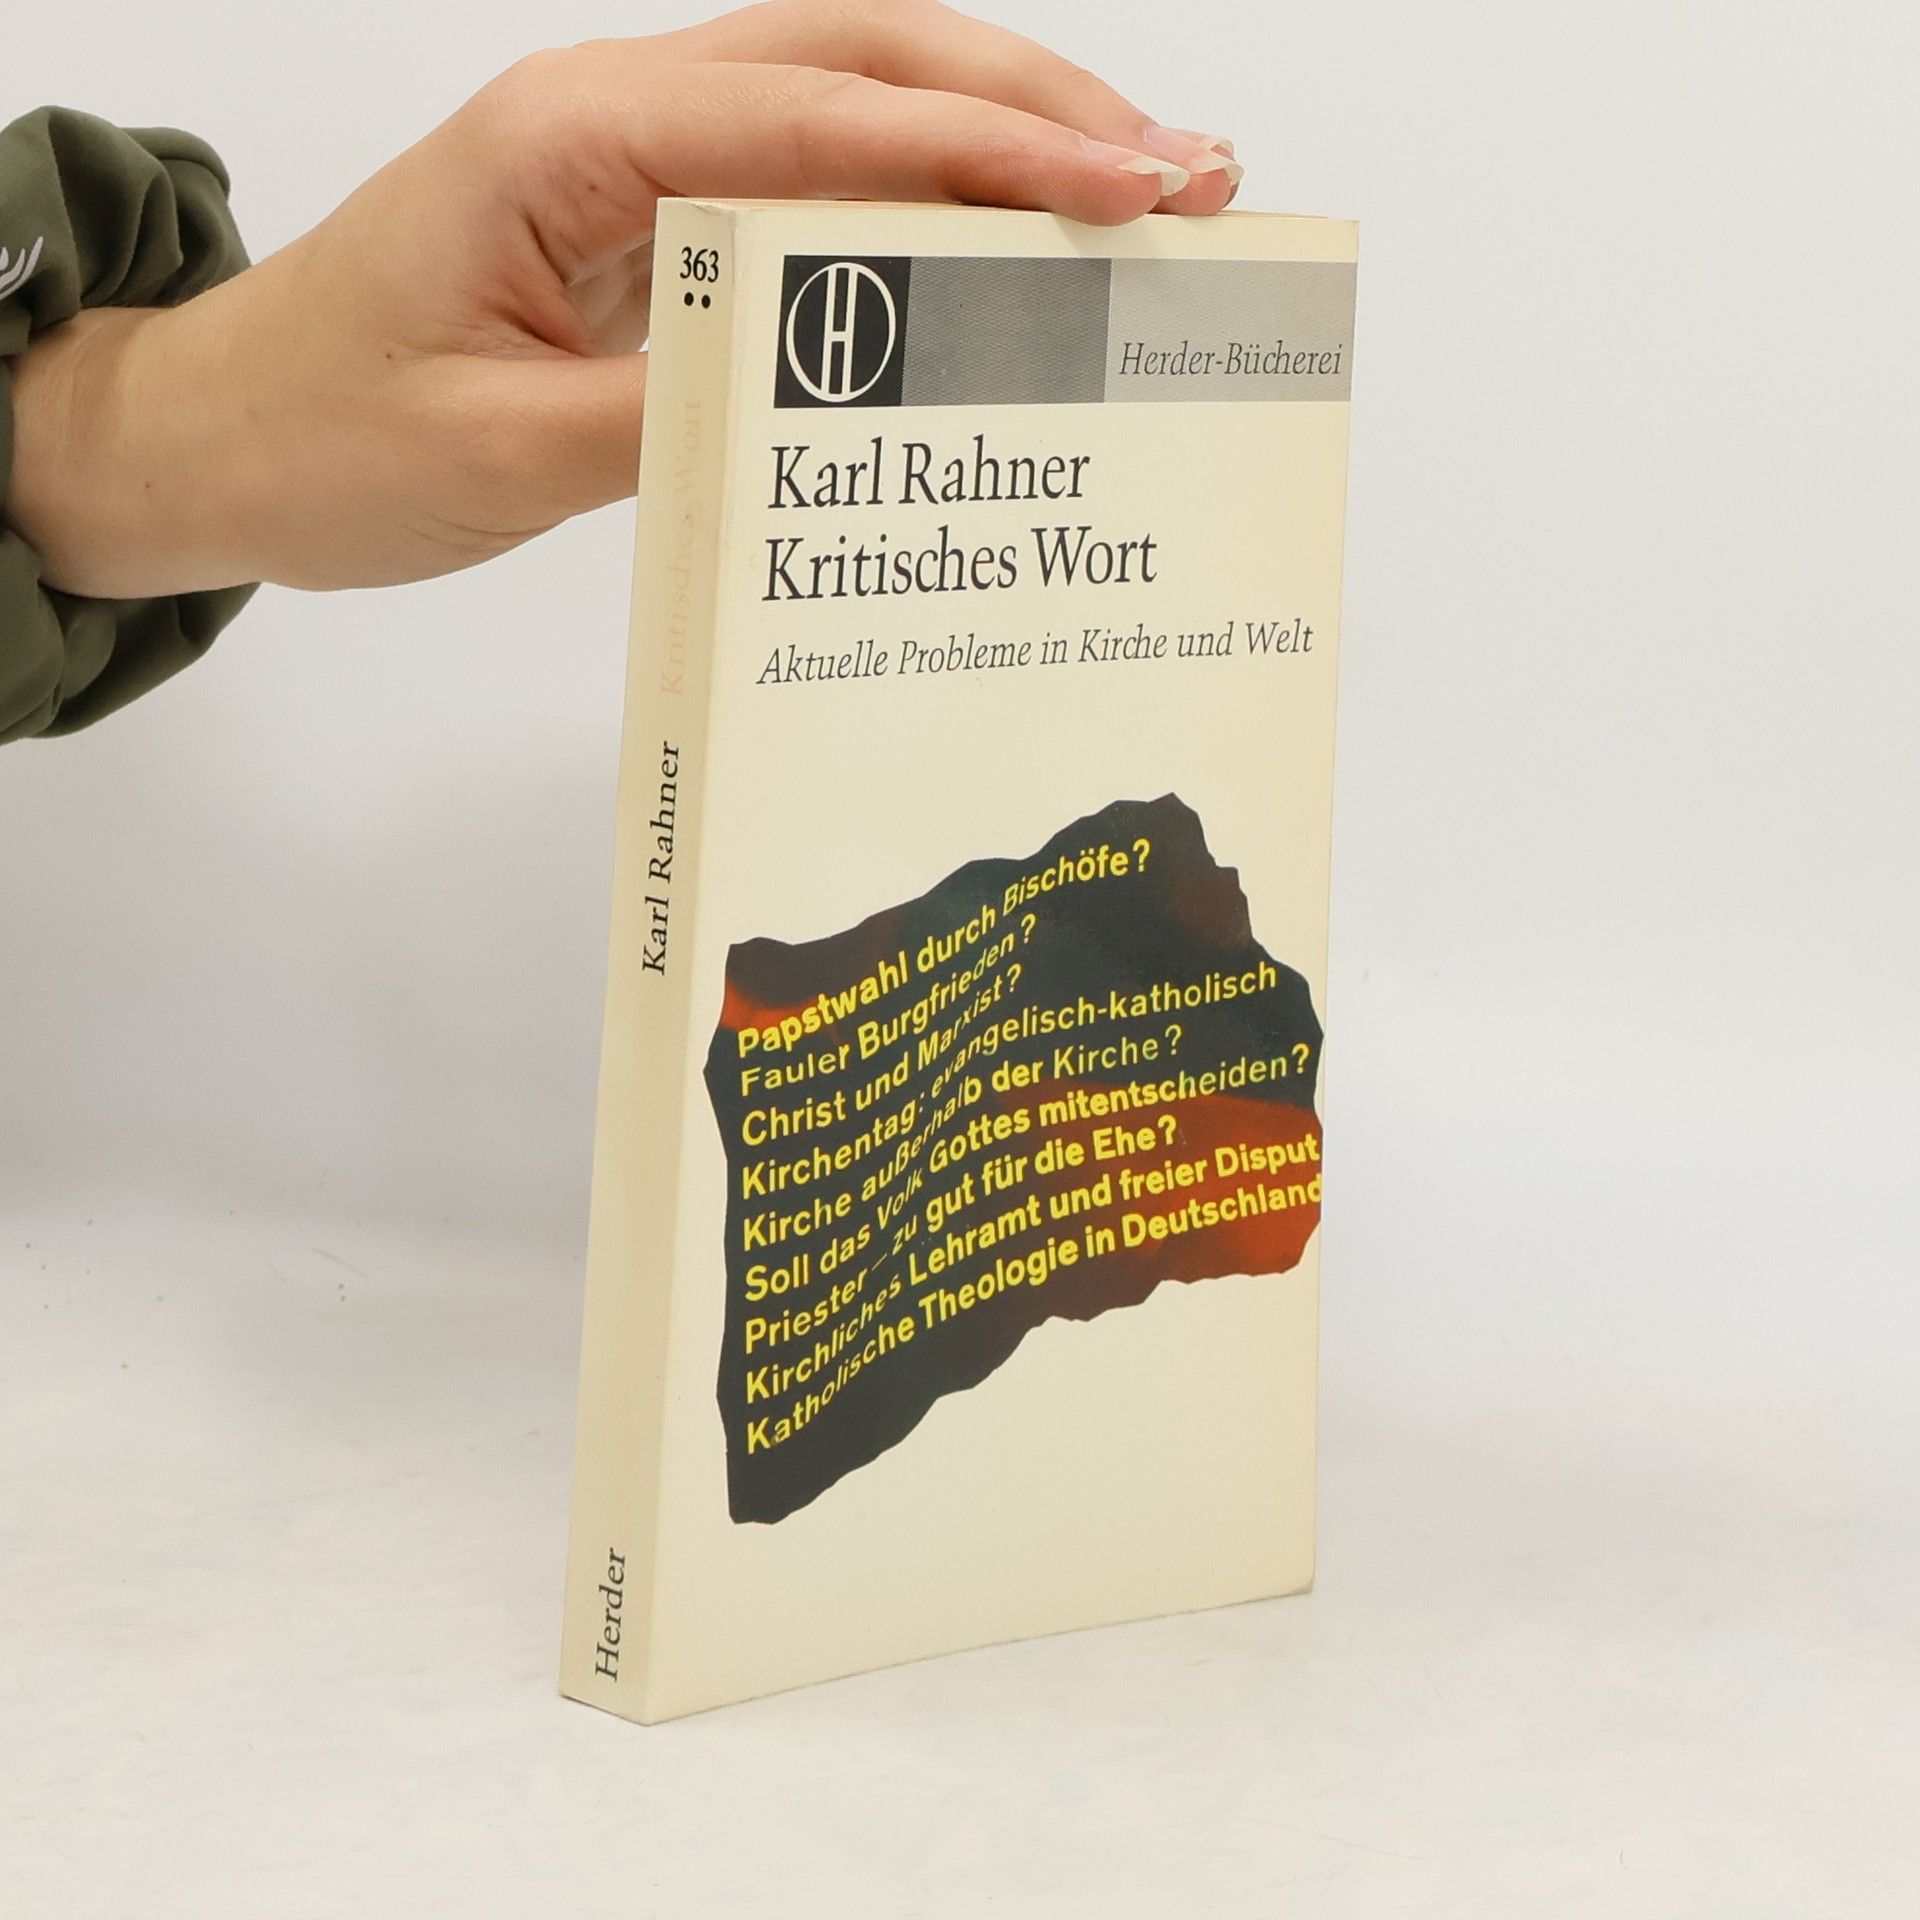 363
Kritisches Wort
Karl Rahner
Herder
H
Herder-Bücherei
Karl Rahner
Kritisches Wort
Aktuelle Probleme in Kirche und Welt
Papstwahl durch Bischöfe?
Fauler Burgfrieden?
Christ und Marxist?
Kirchentag: evangelisch-katholisch
Kirche außerhalb der Kirche?
Soll das Volk Gottes mitentscheiden?
Priester – zu gut für die Ehe?
Kirchliches Lehramt und freier Disput
Katholische Theologie in Deutschland